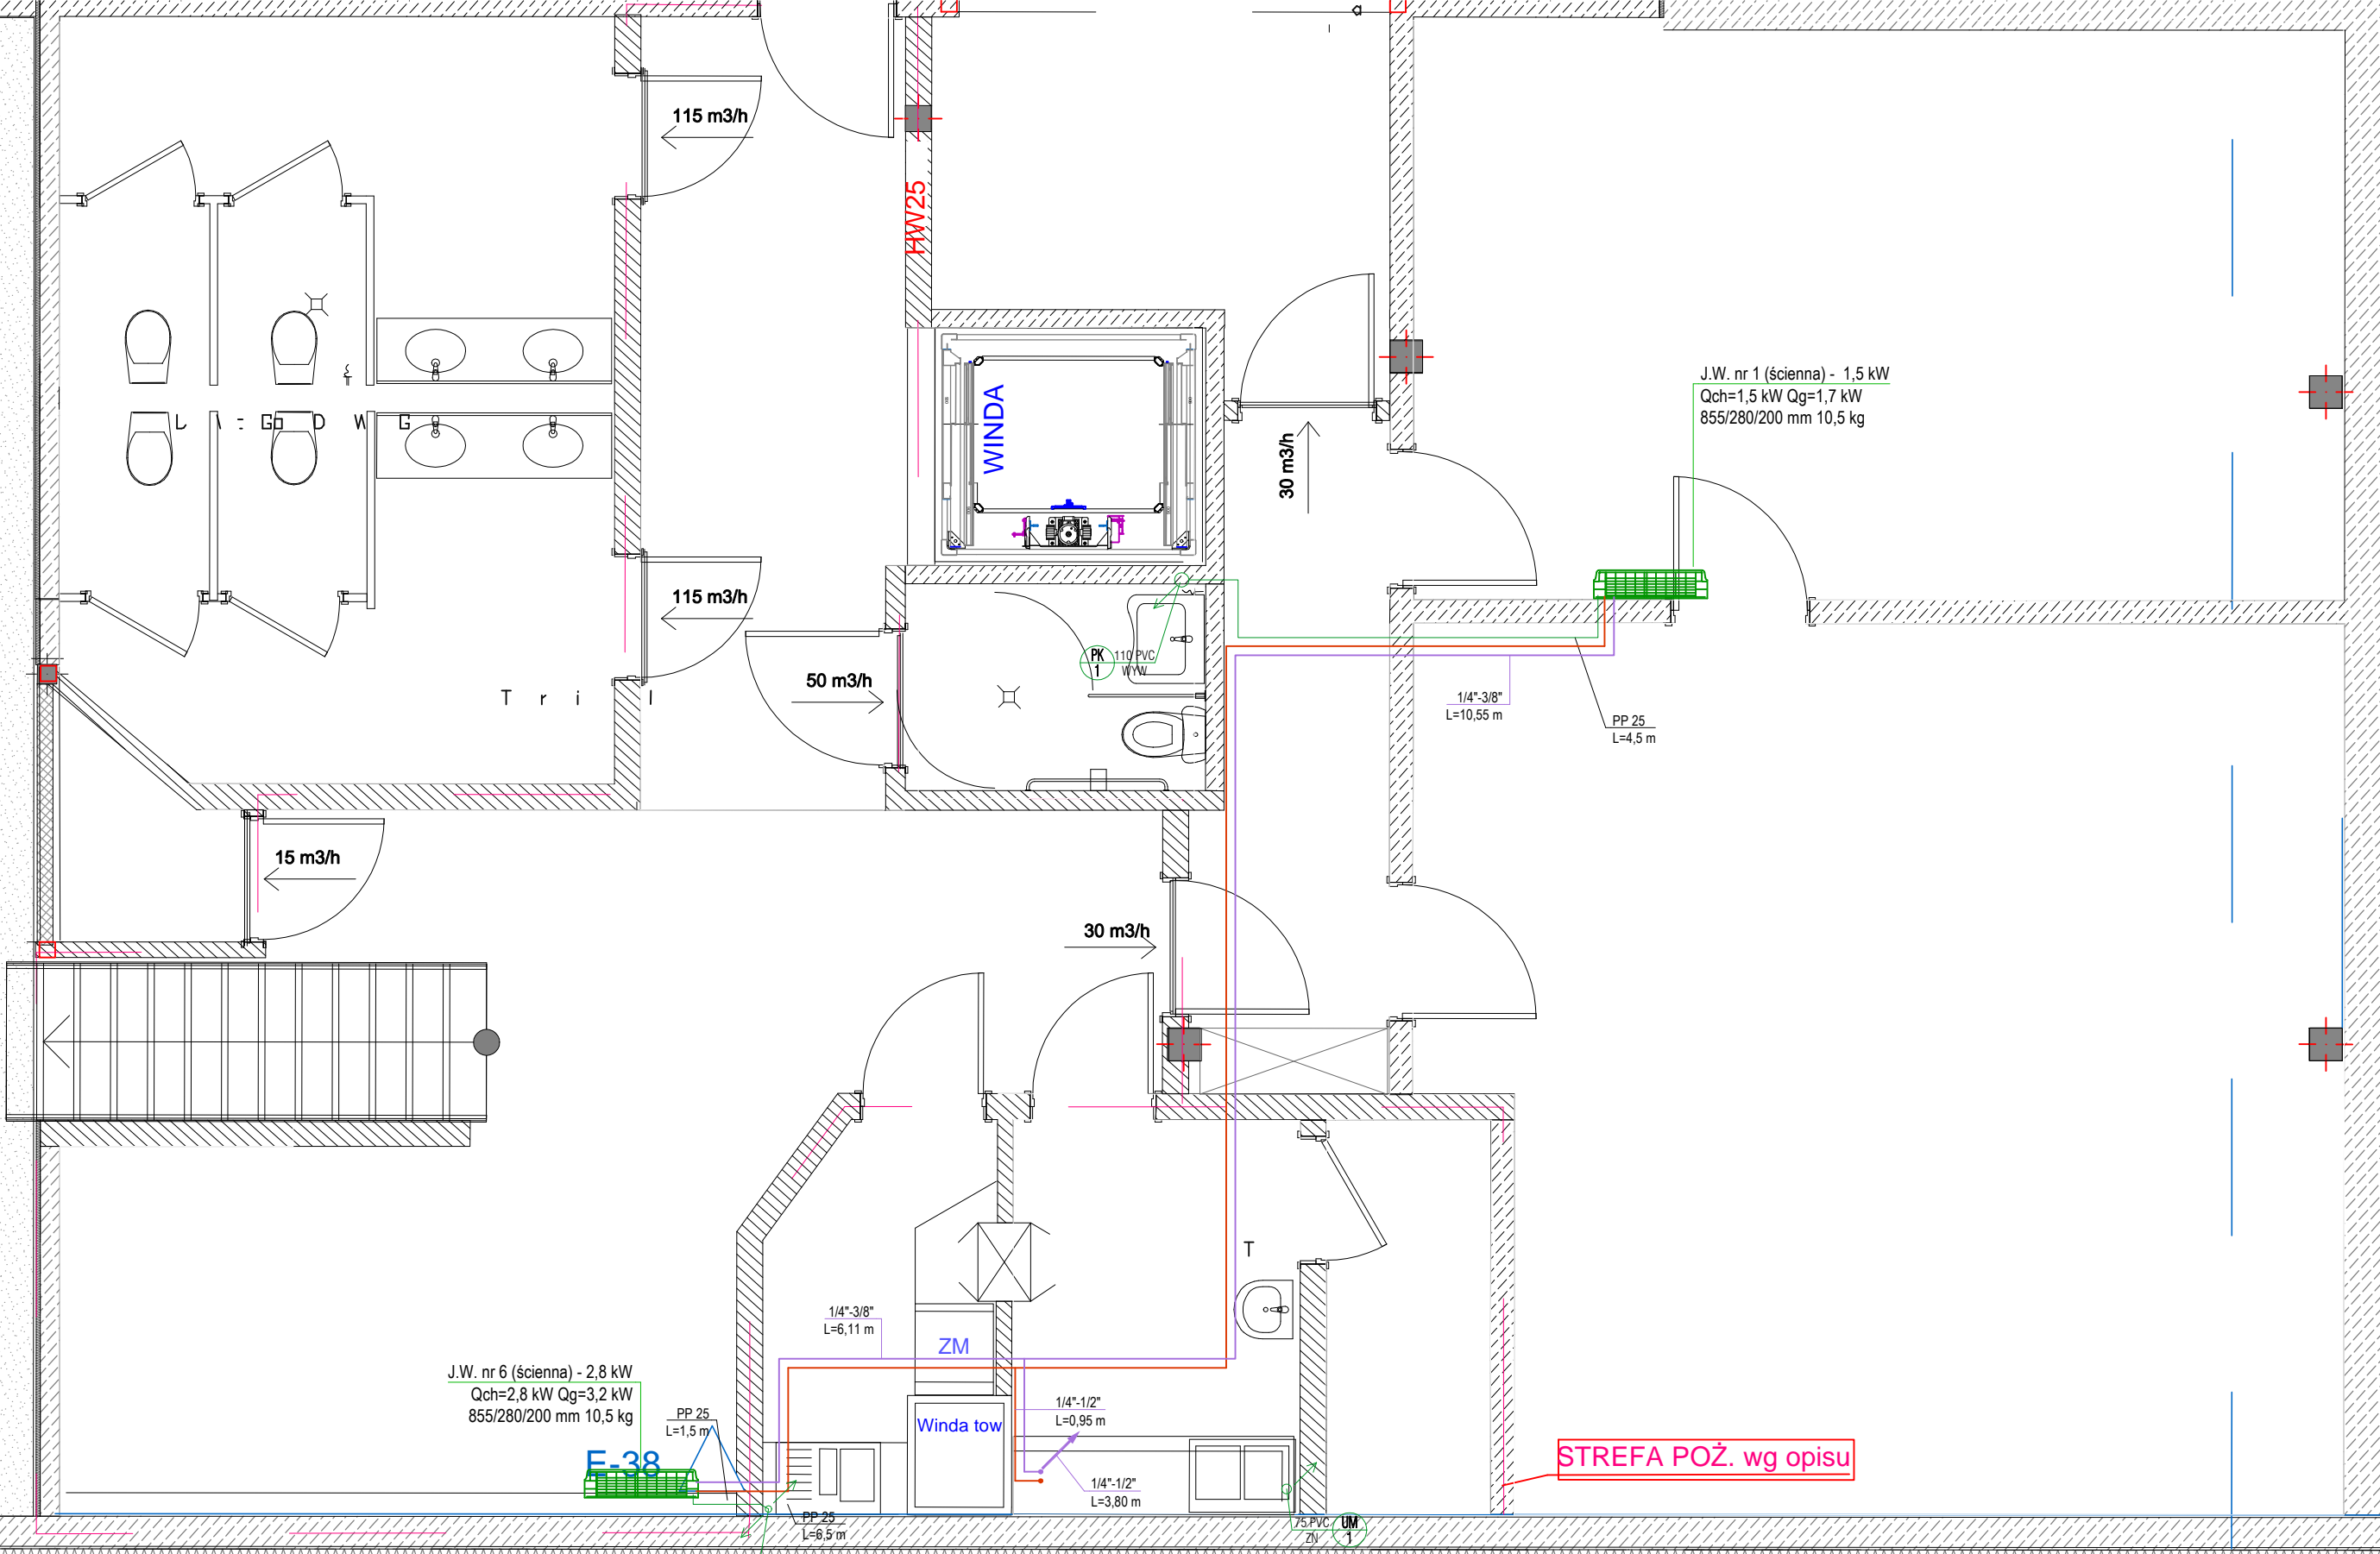 115 m3/h
HW25
WINDA
30 m3/h
J.W. nr 1 (ścienna) - 1,5 kW
Qch=1,5 kW Qg=1,7 kW
855/280/200 mm 10,5 kg
115 m3/h
50 m3/h
PK
1
110 PVC
WYW
1/4"-3/8"
L=10,55 m
PP 25
L=4,5 m
15 m3/h
30 m3/h
T
1/4"-3/8"
L=6,11 m
ZM
J.W. nr 6 (ścienna) - 2,8 kW
Qch=2,8 kW Qg=3,2 kW
855/280/200 mm 10,5 kg
PP 25
L=1,5 m
E-38
Winda tow
1/4"-1/2"
L=0,95 m
1/4"-1/2"
L=3,80 m
PP 25
L=6,5 m
75 PVC
ZN
UM
1
STREFA POŻ. wg opisu